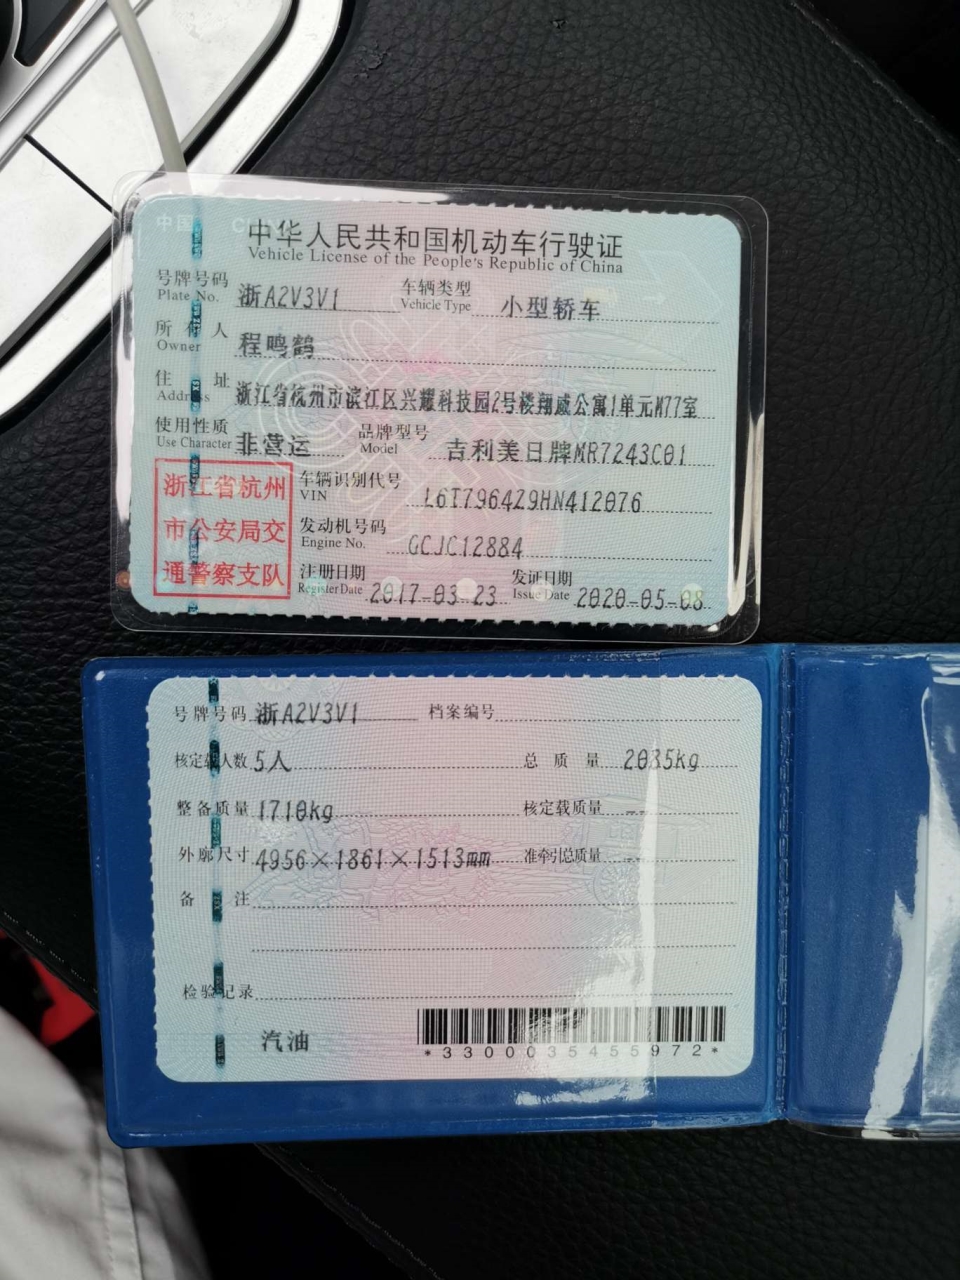 中华人民共和国机动车行驶证
Vehicle License of the People's Republic of China
号牌号码 Plate No. 浙A2V3V1 车辆类型 Vehicle Type 小型轿车
所有人 Owner 程鸣鹤
住址 Address 浙江省杭州市滨江区兴耀科技园2号楼翔威公寓1单元M77室
使用性质 Use Character 非营运 品牌型号 Model 吉利美日牌MR7243C01
浙江省杭州
市公安局交
通警察支队
车辆识别代号 VIN L6T7964Z9HN412076
发动机号码 Engine No. GCJC12884
注册日期 Register Date 2017-03-23 发证日期 Issue Date 2020-05-08
号牌号码 浙A2V3V1 档案编号
核定载人数 5人 总质量 2085kg
整备质量 1710kg 核定载质量 --
外廓尺寸 4956×1861×1513mm 准牵引总质量 --
备注
检验记录
汽油
*3300035455972*